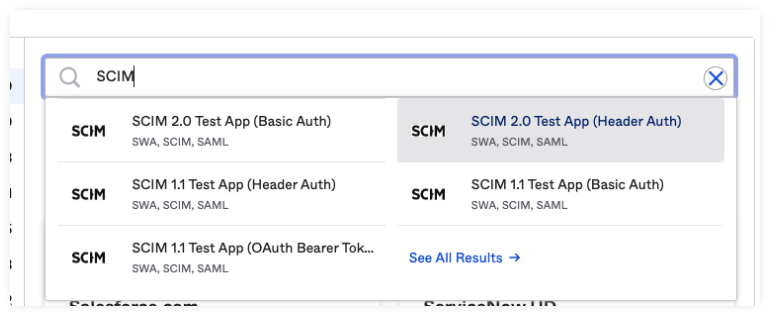 SCIM
SCIM
SCIM 2.0 Test App (Basic Auth)
SWA, SCIM, SAML
SCIM
SCIM 2.0 Test App (Header Auth)
SWA, SCIM, SAML
SCIM
SCIM 1.1 Test App (Header Auth)
SWA, SCIM, SAML
SCIM
SCIM 1.1 Test App (Basic Auth)
SWA, SCIM, SAML
SCIM
SCIM 1.1 Test App (OAuth Bearer Tok...
SWA, SCIM, SAML
See All Results →
Salesforce.com
ServiceNow UD